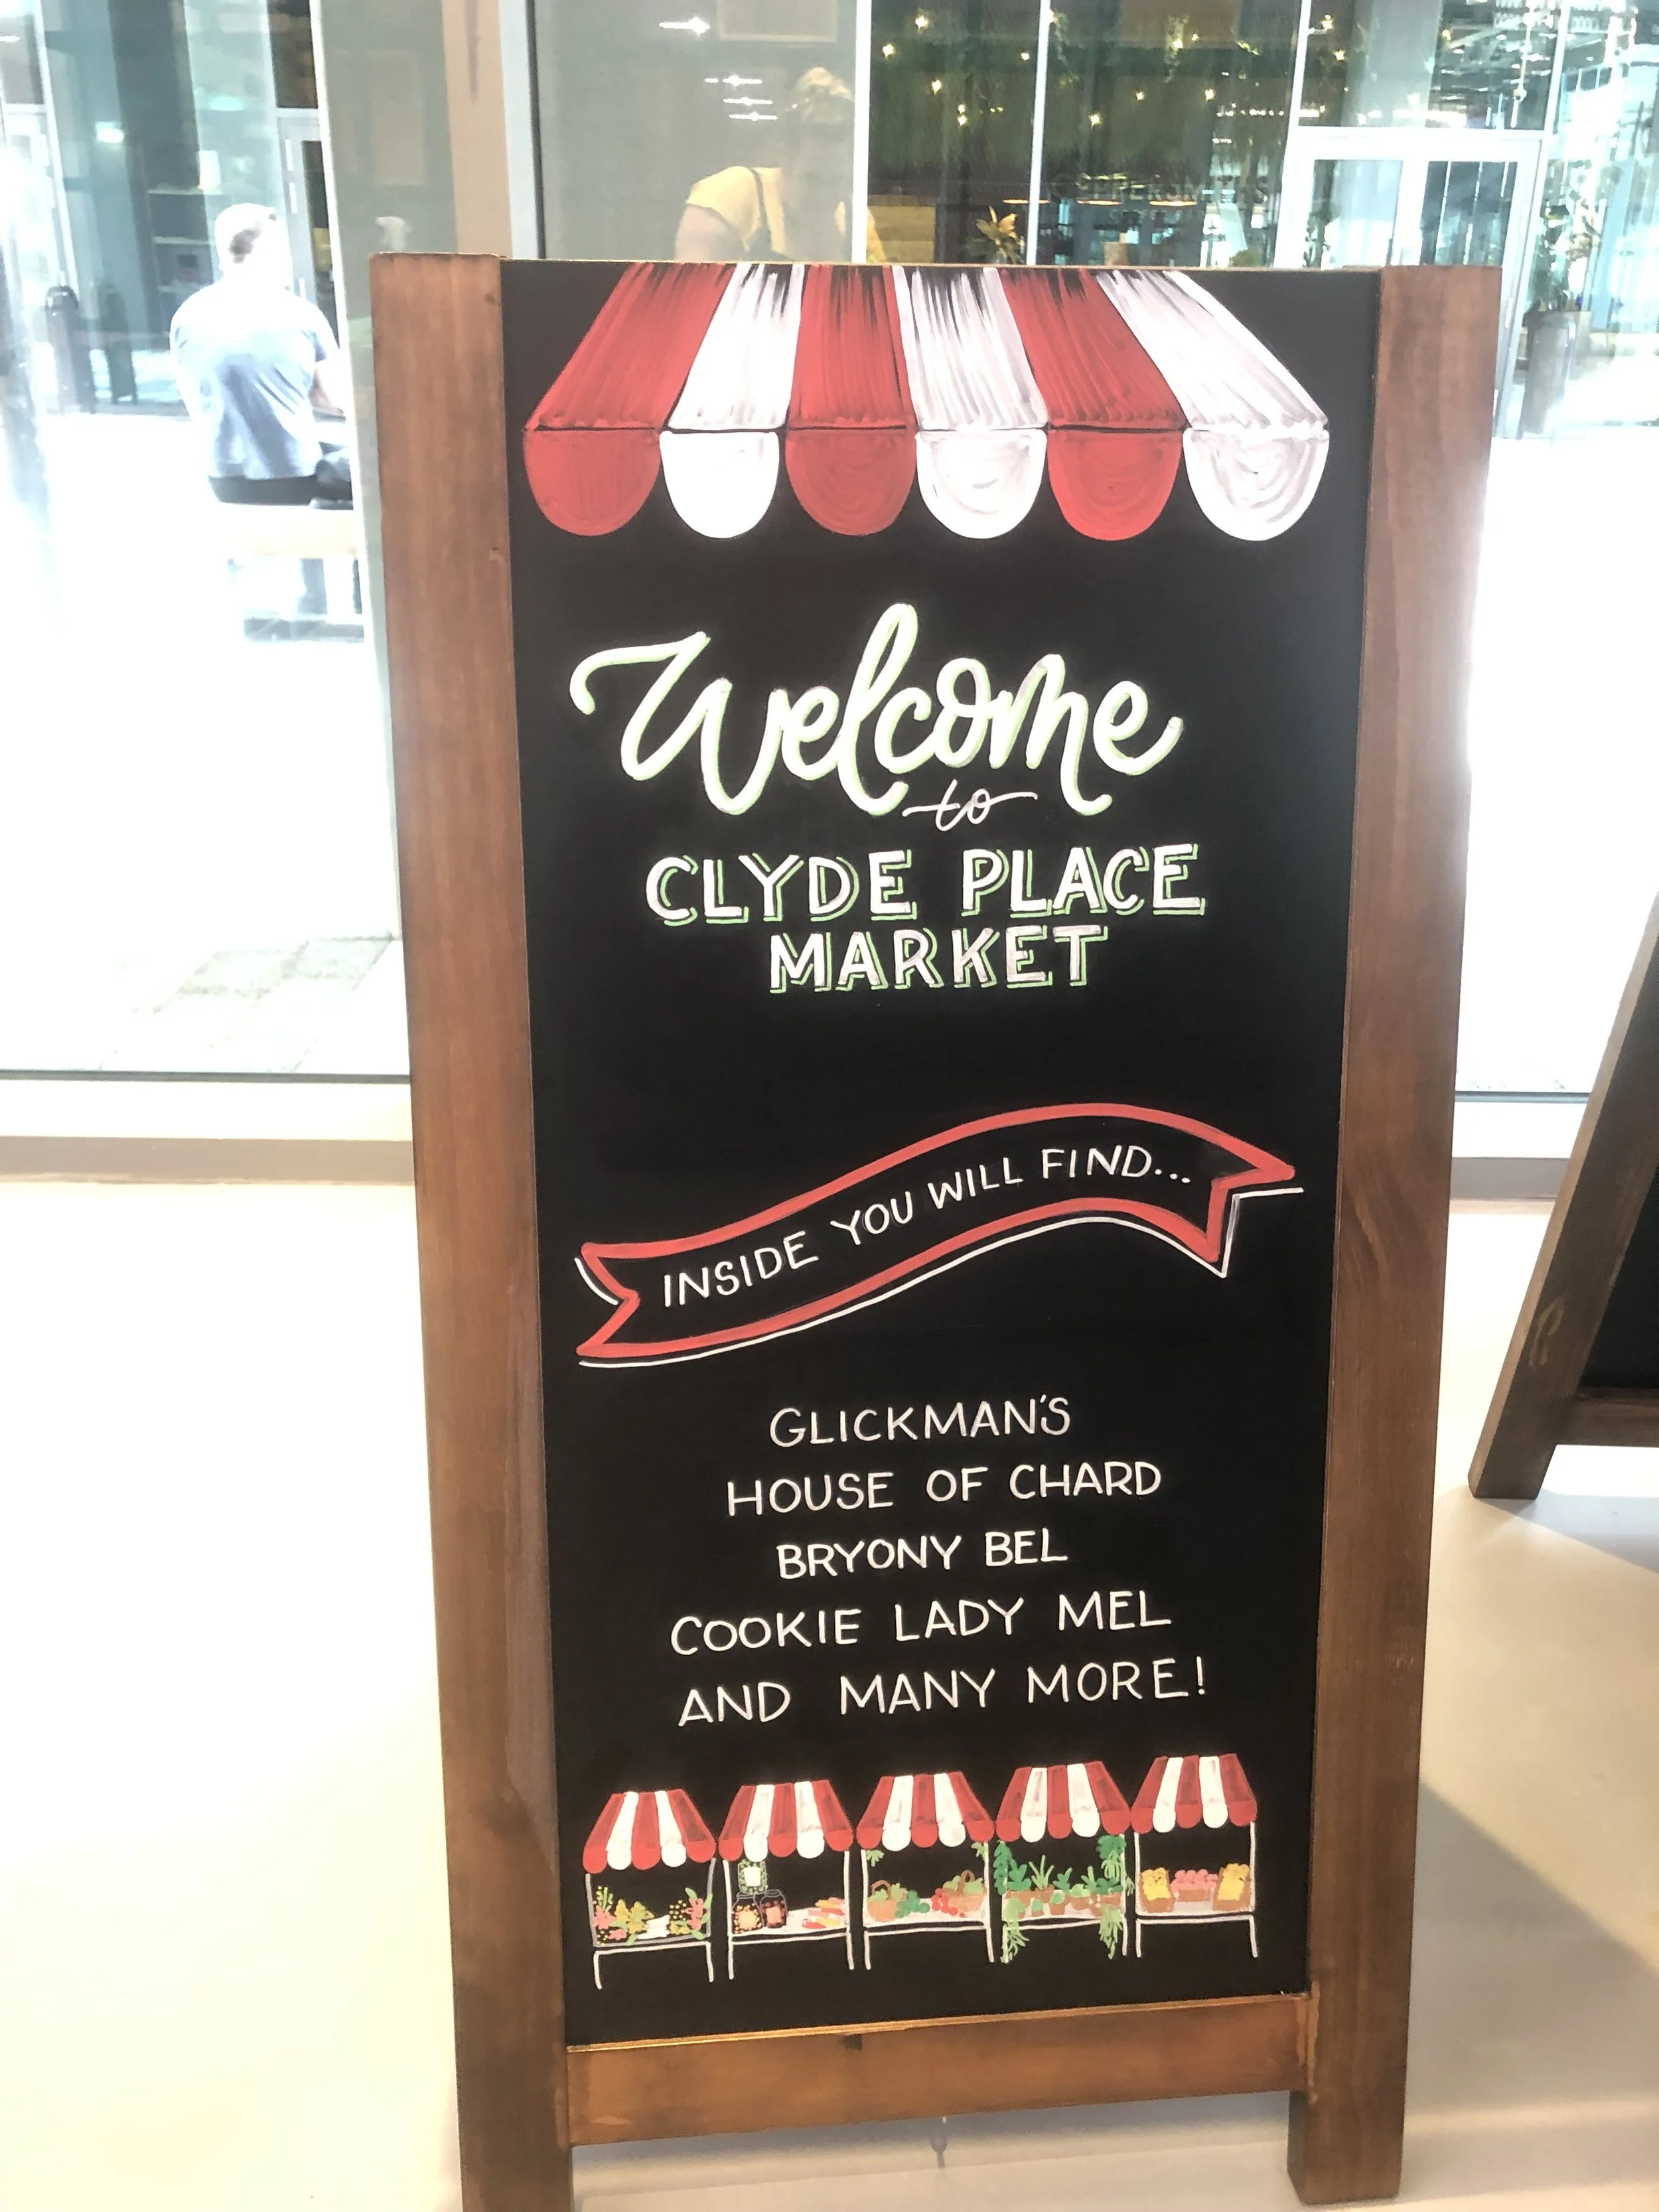 Welcome
to
CLYDE PLACE
MARKET
INSIDE YOU WILL FIND...
GLICKMAN'S
HOUSE OF CHARD
BRYONY BEL
COOKIE LADY MEL
AND MANY MORE!